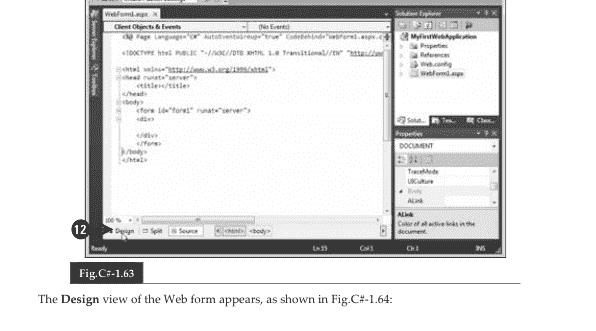 WebForm1.aspx
Solution Explorer
Client Objects & Events
(No Events)
<%@ Page Language="C#" AutoEventWireup="true" CodeBehind="WebForm1.aspx.c
<!DOCTYPE html PUBLIC "-//W3C//DTD XHTML 1.0 Transitional//EN" "http://ww
<html xmlns="http://www.w3.org/1999/xhtml">
<head runat="server">
<title></title>
</head>
<body>
<form id="form1" runat="server">
<div>
</div>
</form>
</body>
</html>
MyFirstWebApplication
Properties
References
Web.config
WebForm1.aspx
Solut...
Tea...
Class...
Properties
DOCUMENT
TraceMode
UICulture
Body
ALink
ALink
Color of all active links in the
document.
100 %
12
Design
Split
Source
<html>
<body>
Ready
Ln 15
Col 1
Ch 1
INS
Fig.C#-1.63
The Design view of the Web form appears, as shown in Fig.C#-1.64: